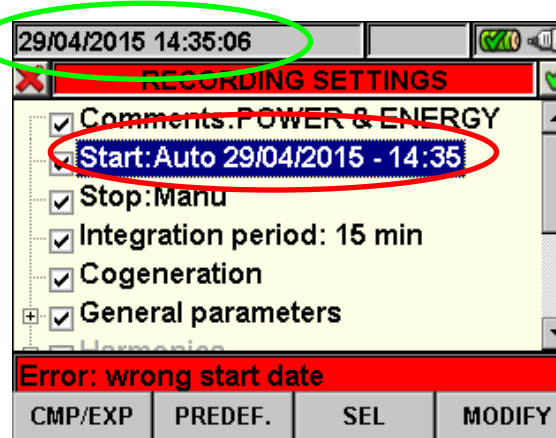 29/04/2015 14:35:06
RECORDING SETTINGS
Comments:POWER & ENERGY
Start:Auto 29/04/2015 - 14:35
Stop:Manu
Integration period: 15 min
Cogeneration
General parameters
Harmonics
Error: wrong start date
CMP/EXP PREDEF. SEL MODIFY